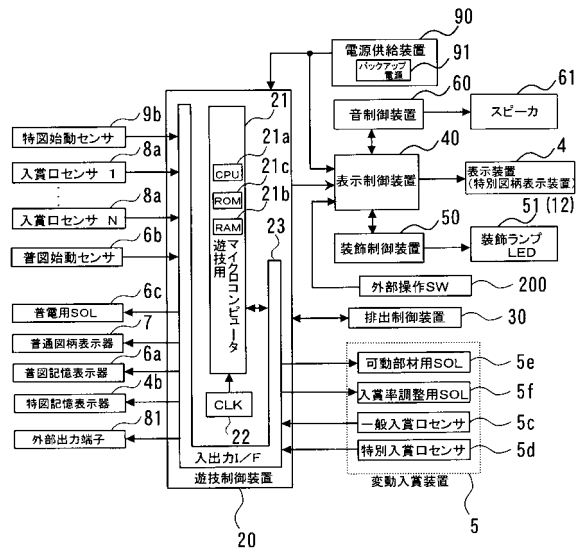 90
電源供給装置
91
バックアップ
電源
60
61
音制御装置
スピーカ
9b
特図始動センサ
8a
入賞口センサ 1
8a
入賞口センサ N
6b
普図始動センサ
6c
普電用SOL
7
普通図柄表示器
6a
普図記憶表示器
4b
特図記憶表示器
81
外部出力端子
21
21a
CPU
21c
ROM
21b
RAM
遊技用
マイクロコンピュータ
23
CLK
22
入出力I/F
遊技制御装置
20
40
4
表示制御装置
表示装置
(特別図柄表示装置)
50
51 (12)
装飾制御装置
装飾ランプ
LED
外部操作SW
200
排出制御装置
30
可動部材用SOL
5e
入賞率調整用SOL
5f
一般入賞口センサ
5c
特別入賞口センサ
5d
変動入賞装置
5